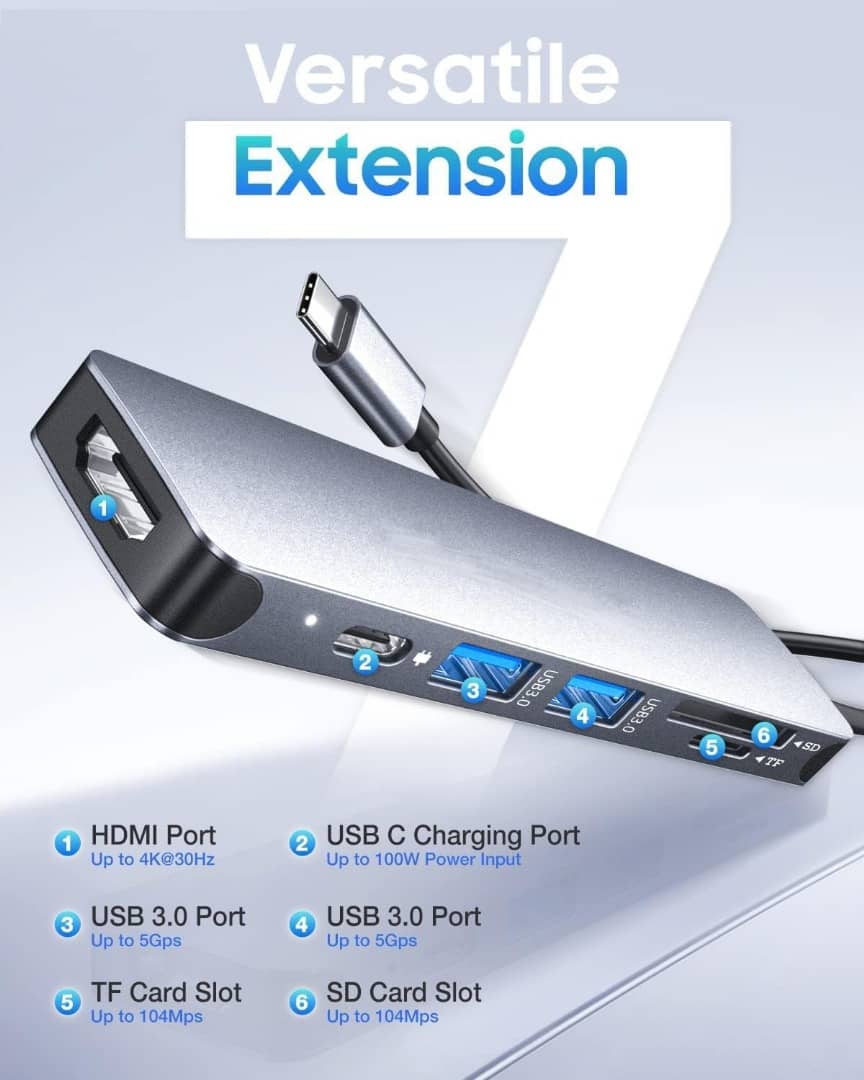 Versatile
Extension
7
1
2
3
USB3.0
4
USB3.0
5
6
◄SD
◄TF
1 HDMI Port
Up to 4K@30Hz
2 USB C Charging Port
Up to 100W Power Input
3 USB 3.0 Port
Up to 5Gps
4 USB 3.0 Port
Up to 5Gps
5 TF Card Slot
Up to 104Mps
6 SD Card Slot
Up to 104Mps